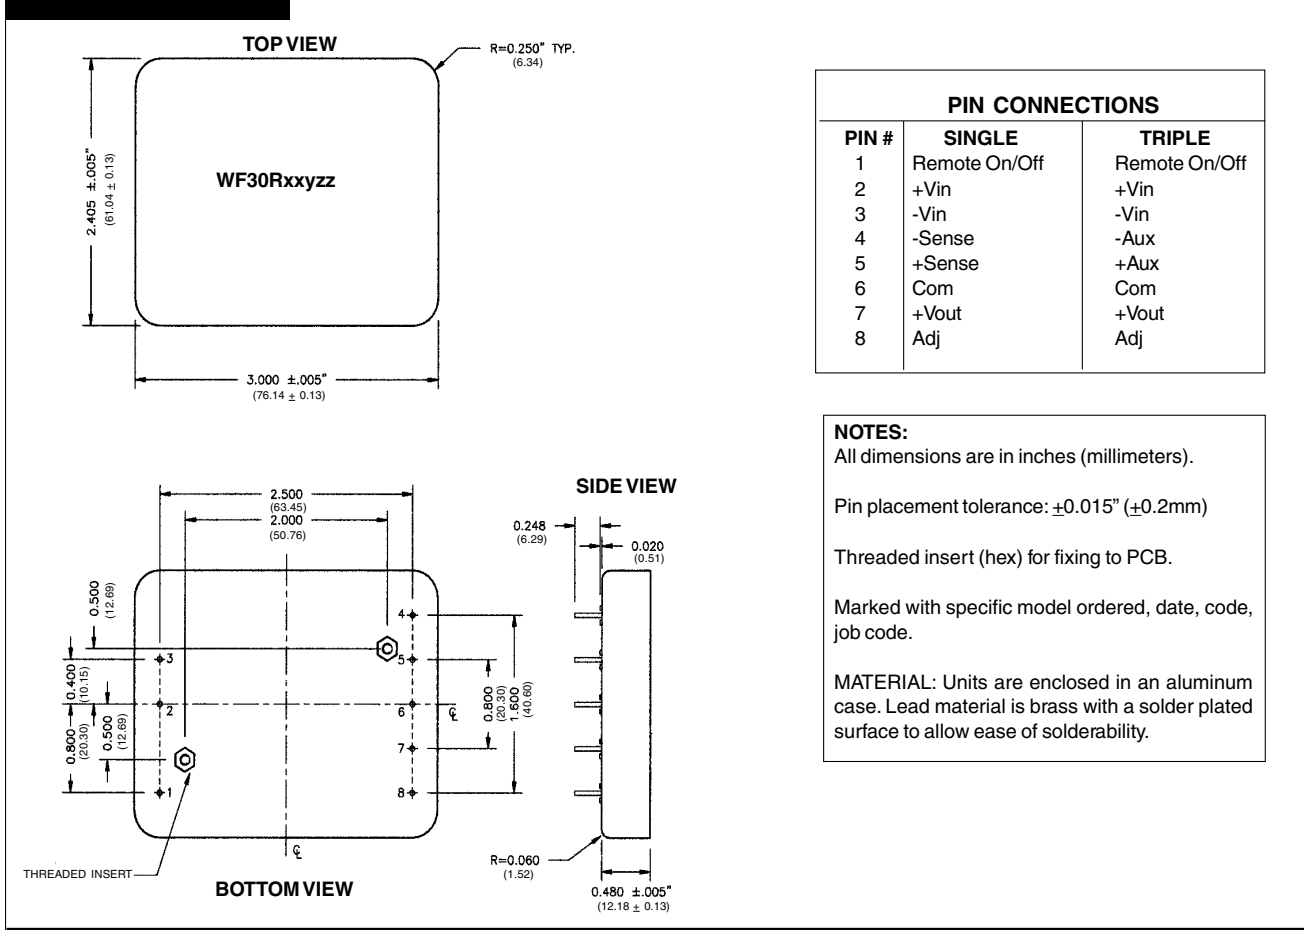 TOP VIEW
R=0.250" TYP.
(6.34)
2.405 ±.005"
(61.04 ± 0.13)
WF30Rxxyzz
3.000 ±.005"
(76.14 ± 0.13)
PIN CONNECTIONS
PIN # SINGLE TRIPLE
1 Remote On/Off Remote On/Off
2 +Vin +Vin
3 -Vin -Vin
4 -Sense -Aux
5 +Sense +Aux
6 Com Com
7 +Vout +Vout
8 Adj Adj
NOTES:
All dimensions are in inches (millimeters).
Pin placement tolerance: ±0.015” (±0.2mm)
Threaded insert (hex) for fixing to PCB.
Marked with specific model ordered, date, code,
job code.
MATERIAL: Units are enclosed in an aluminum
case. Lead material is brass with a solder plated
surface to allow ease of solderability.
2.500
(63.45)
2.000
(50.76)
0.500
(12.69)
0.400
(10.15)
0.800
(20.30)
0.500
(12.69)
3
2
1
4
5
6
7
8
0.800
(20.30)
1.600
(40.60)
℄
℄
THREADED INSERT
BOTTOM VIEW
SIDE VIEW
0.248
(6.29)
0.020
(0.51)
R=0.060
(1.52)
0.480 ±.005"
(12.18 ± 0.13)